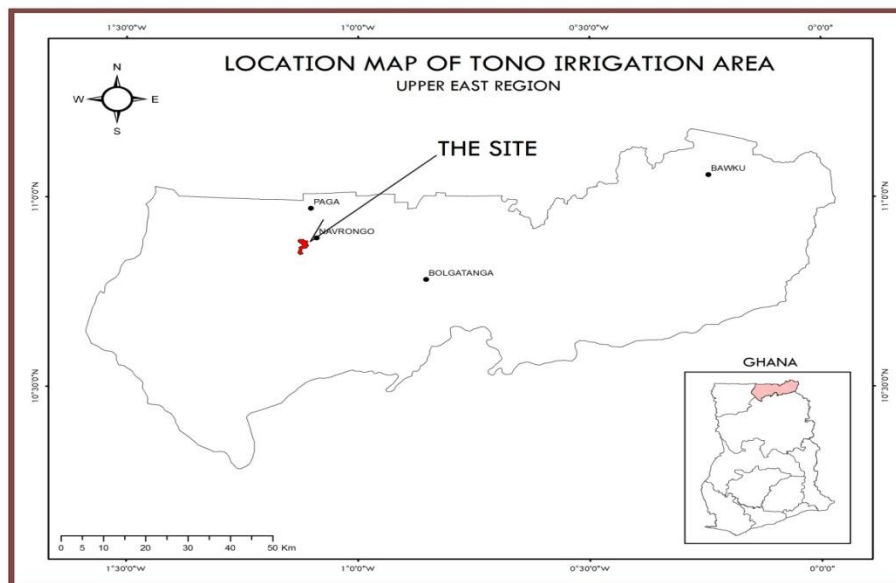 1°30'0"W 1°0'0"W 0°30'0"W 0°0'0"
LOCATION MAP OF TONO IRRIGATION AREA
UPPER EAST REGION
N
W E
S
THE SITE
BAWKU
11°0'0"N 11°0'0"N
PAGA
NAVRONGO
BOLGATANGA
GHANA
10°30'0"N 10°30'0"N
0 5 10 20 30 40 50 Km
1°30'0"W 1°0'0"W 0°30'0"W 0°0'0"